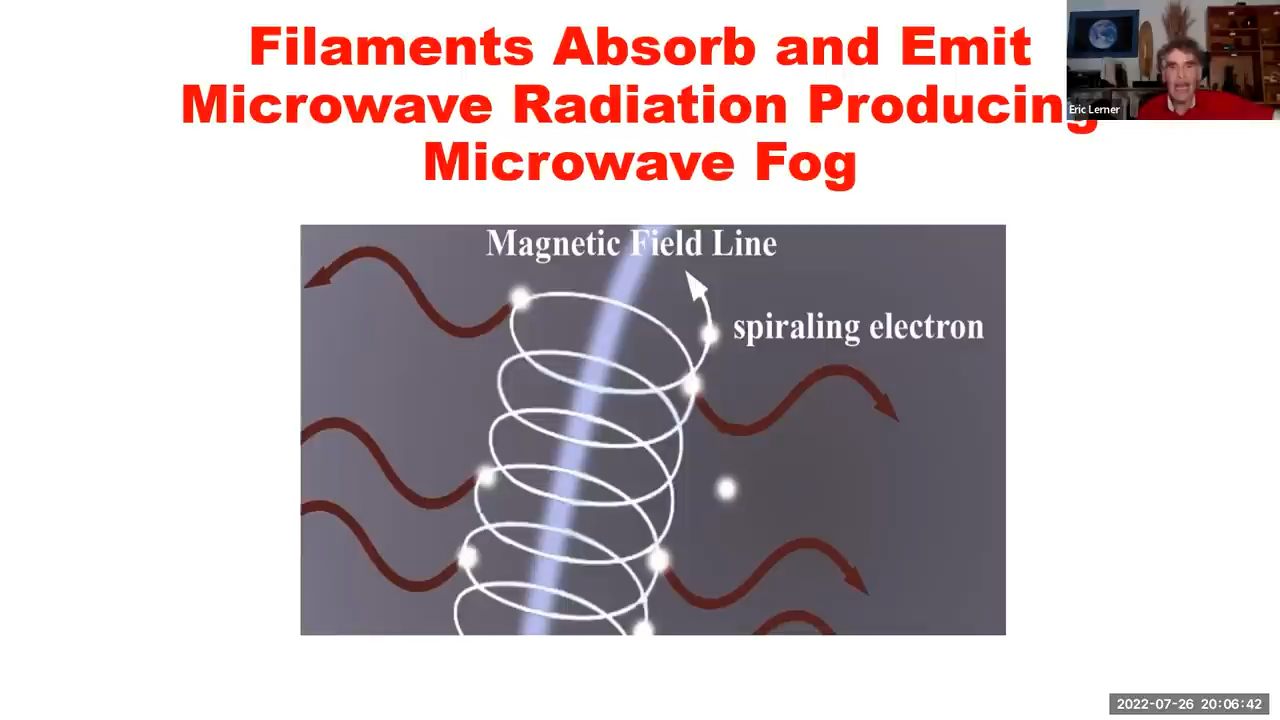 Filaments Absorb and Emit
Microwave Radiation Producing
Microwave Fog
Eric Lerner
Magnetic Field Line
spiraling electron
2022-07-26 20:06:42